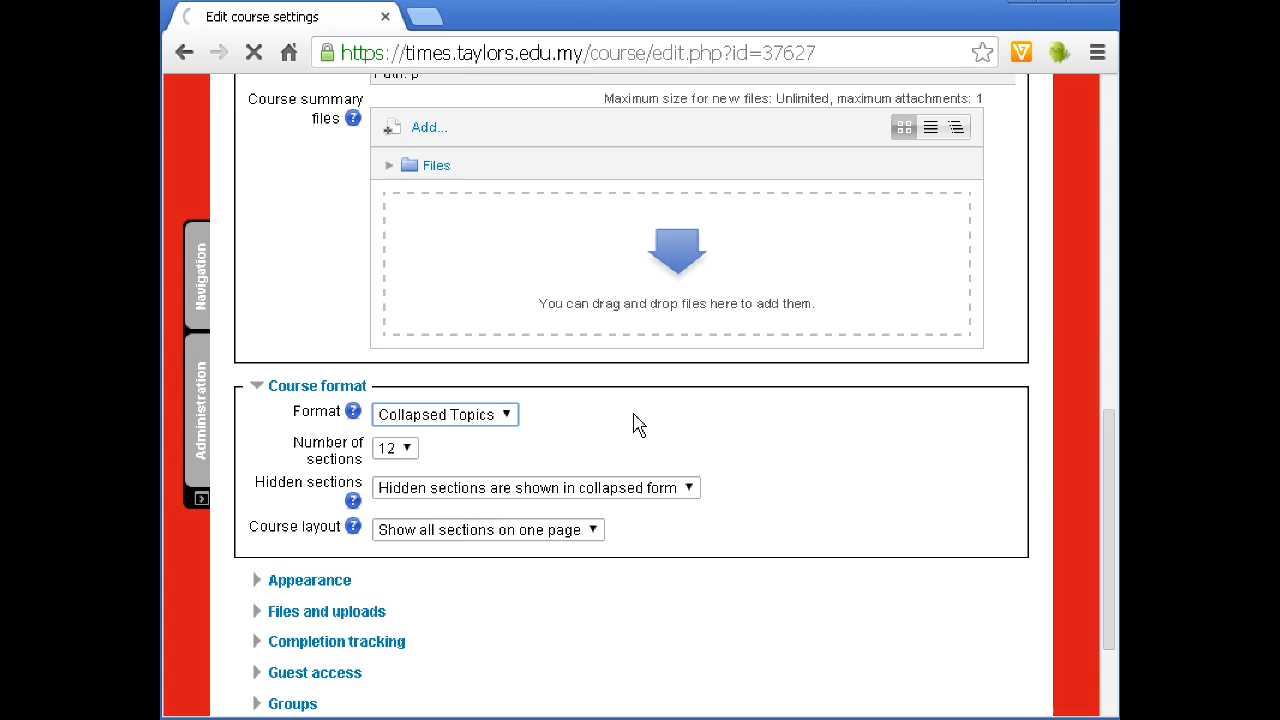 Edit course settings
https://times.taylors.edu.my/course/edit.php?id=37627
Course summary files
Maximum size for new files: Unlimited, maximum attachments: 1
Add...
Files
You can drag and drop files here to add them.
Navigation
Administration
Course format
Format Collapsed Topics
Number of sections 12
Hidden sections Hidden sections are shown in collapsed form
Course layout Show all sections on one page
Appearance
Files and uploads
Completion tracking
Guest access
Groups